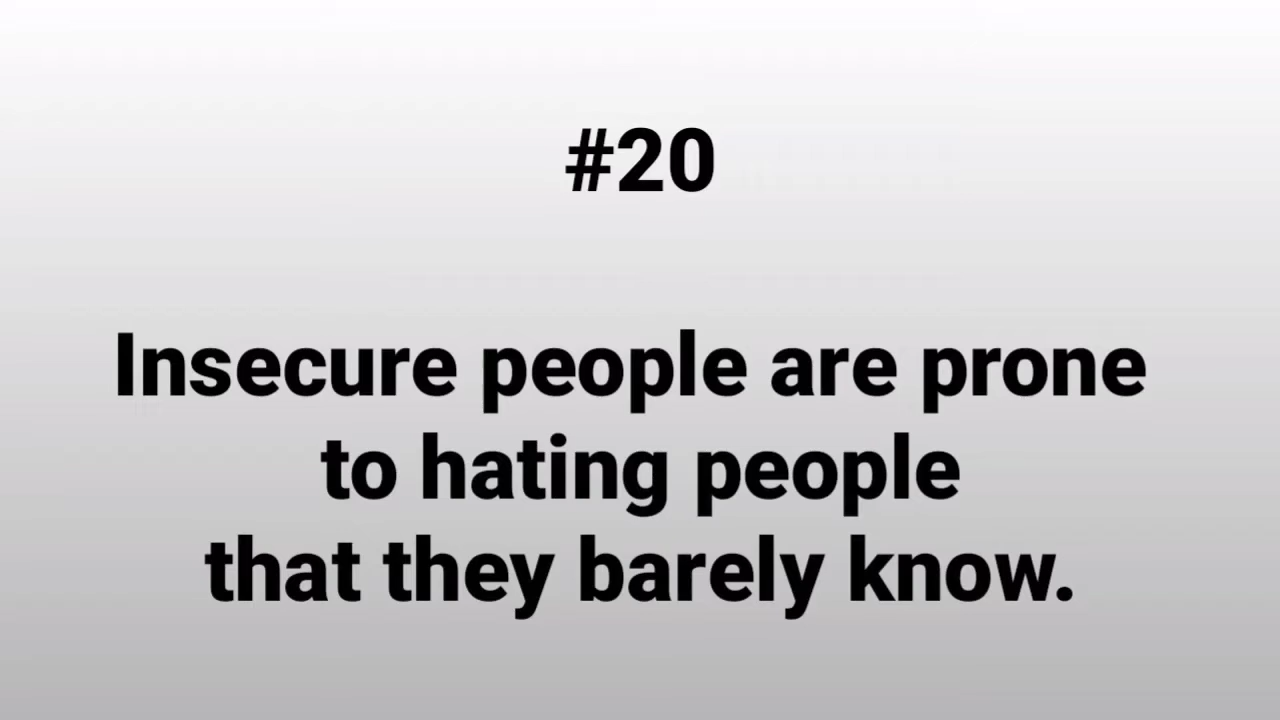 #20
Insecure people are prone
to hating people
that they barely know.